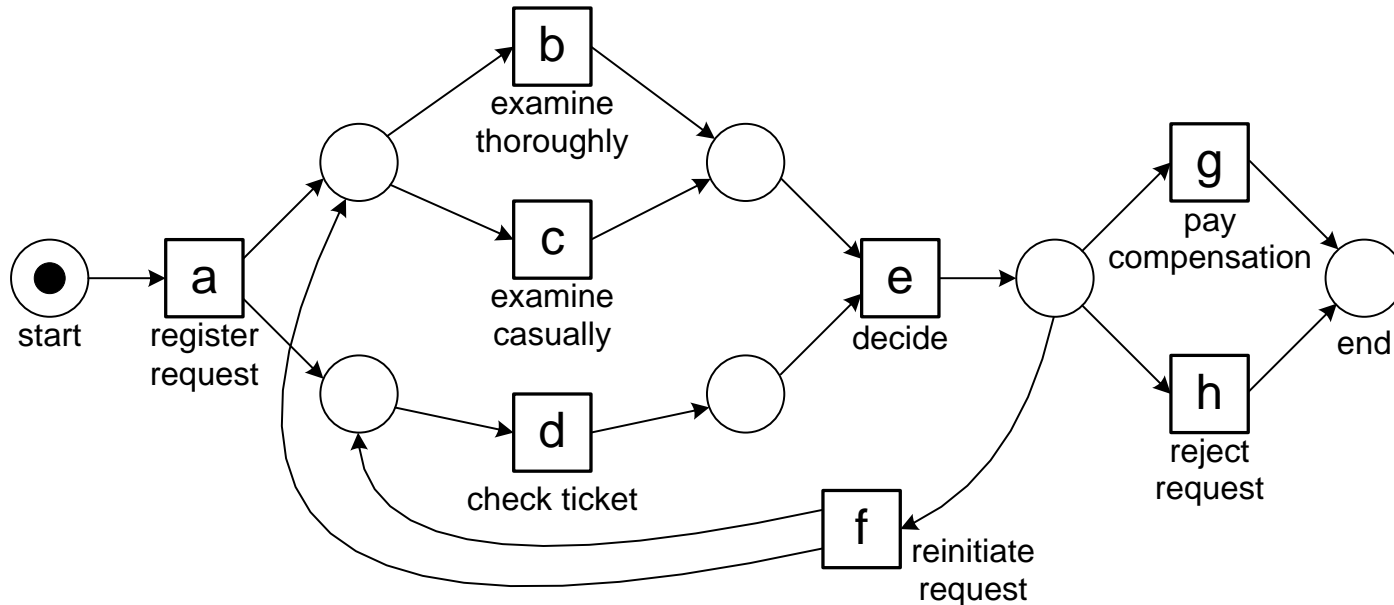 b
examine
thoroughly
g
pay
compensation
c
examine
casually
a
register
request
start
e
decide
end
d
check ticket
h
reject
request
f
reinitiate
request